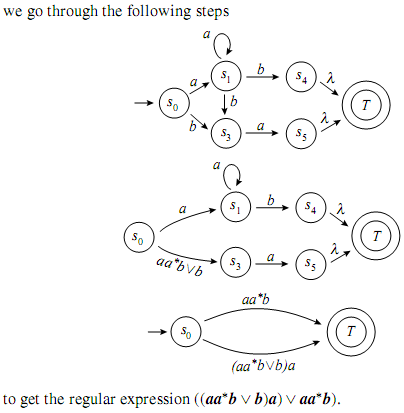 we go through the following steps
a
a s₁ b s₄ λ
s₀ b T
b s₃ a s₅ λ
a
a s₁ b s₄ λ
s₀ T
aa*b∨b s₃ a s₅ λ
aa*b
s₀ T
(aa*b∨b)a
to get the regular expression ((aa*b ∨ b)a) ∨ aa*b).